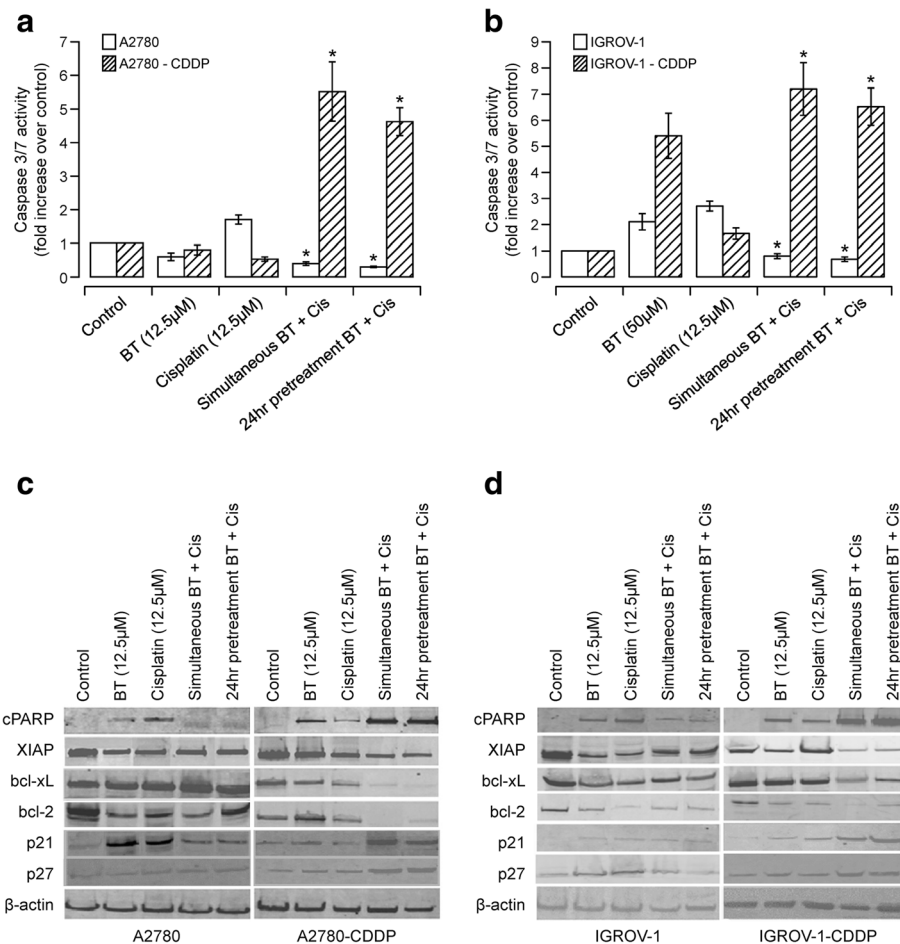 a
7
6
5
4
3
2
1
0
Caspase 3/7 activity
(fold increase over control)
A2780
A2780 - CDDP
*
*
*
*
Control
BT (12.5µM)
Cisplatin (12.5µM)
Simultaneous BT + Cis
24hr pretreatment BT + Cis
b
9
8
7
6
5
4
3
2
1
0
Caspase 3/7 activity
(fold increase over control)
IGROV-1
IGROV-1 - CDDP
*
*
*
*
Control
BT (50µM)
Cisplatin (12.5µM)
Simultaneous BT + Cis
24hr pretreatment BT + Cis
c
Control
BT (12.5µM)
Cisplatin (12.5µM)
Simultaneous BT + Cis
24hr pretreatment BT + Cis
Control
BT (12.5µM)
Cisplatin (12.5µM)
Simultaneous BT + Cis
24hr pretreatment BT + Cis
cPARP
XIAP
bcl-xL
bcl-2
p21
p27
β-actin
A2780
A2780-CDDP
d
Control
BT (12.5µM)
Cisplatin (12.5µM)
Simultaneous BT + Cis
24hr pretreatment BT + Cis
Control
BT (12.5µM)
Cisplatin (12.5µM)
Simultaneous BT + Cis
24hr pretreatment BT + Cis
cPARP
XIAP
bcl-xL
bcl-2
p21
p27
β-actin
IGROV-1
IGROV-1-CDDP